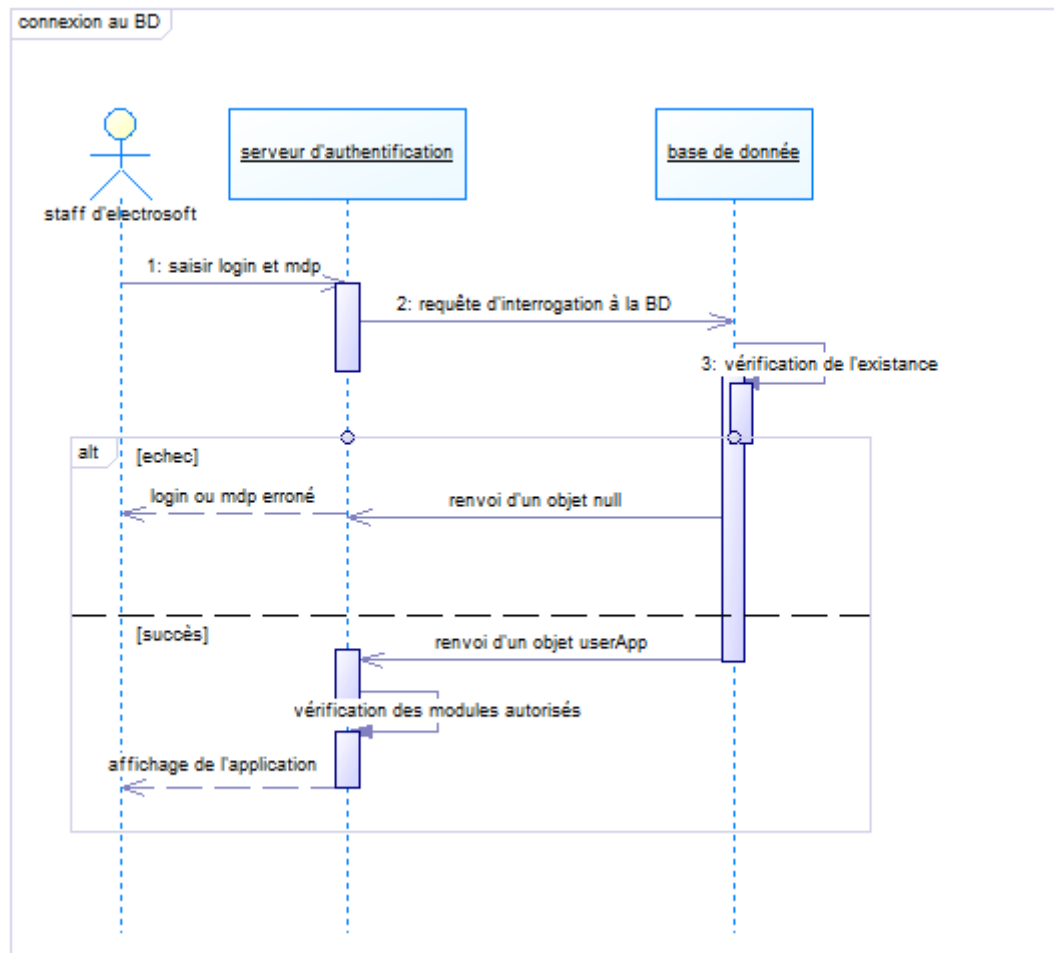 connexion au BD
serveur d'authentification
base de donnée
staff d'electrosoft
1: saisir login et mdp
2: requête d'interrogation à la BD
3: vérification de l'existance
alt
[echec]
login ou mdp erroné
renvoi d'un objet null
[succès]
renvoi d'un objet userApp
vérification des modules autorisés
affichage de l'application